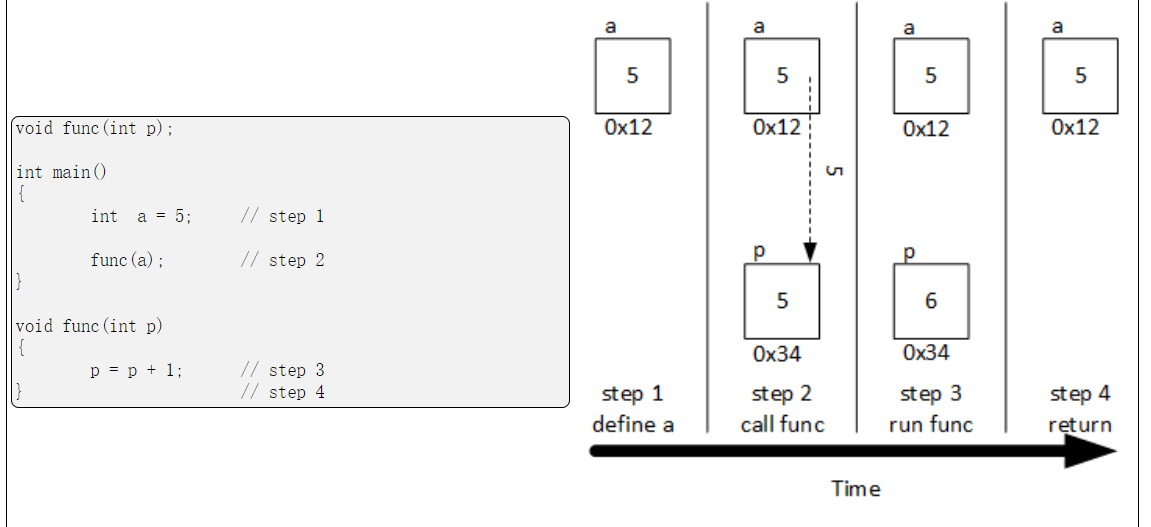 void func(int p);
int main()
{
int a = 5; // step 1
func(a); // step 2
}
void func(int p)
{
p = p + 1; // step 3
} // step 4
a
5
0x12
step 1
define a
a
5
0x12
5
p
5
0x34
step 2
call func
a
5
0x12
p
6
0x34
step 3
run func
a
5
0x12
step 4
return
Time